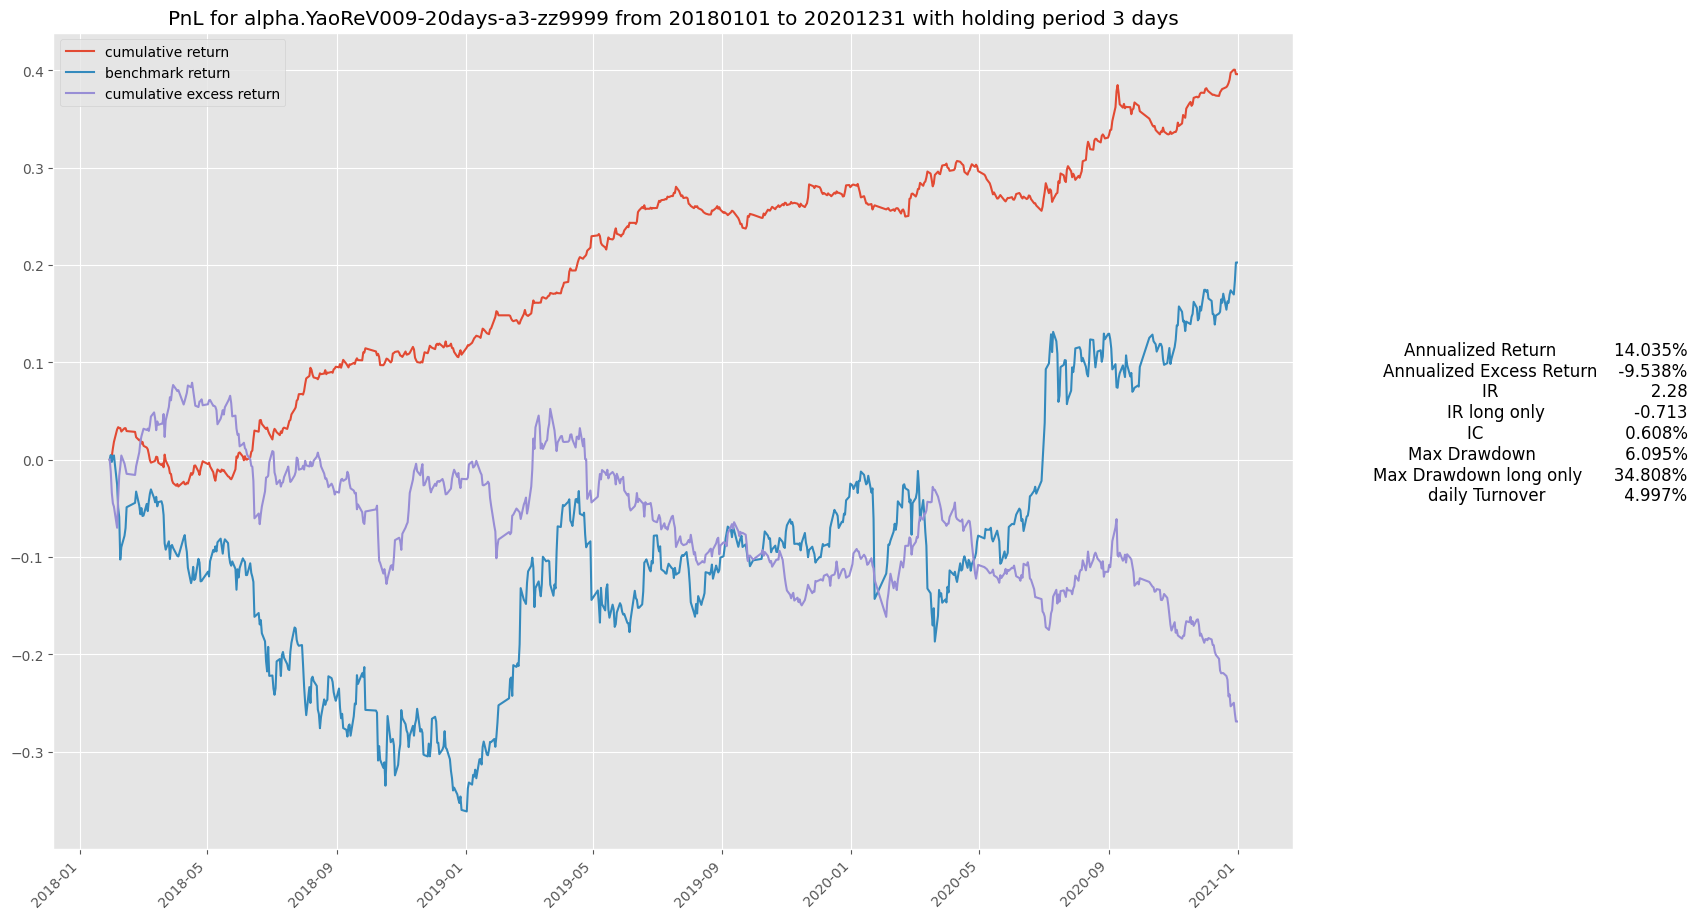 PnL for alpha.YaoReV009-20days-a3-zz9999 from 20180101 to 20201231 with holding period 3 days
cumulative return
benchmark return
cumulative excess return
0.4
0.3
0.2
0.1
0.0
−0.1
−0.2
−0.3
2018-01
2018-05
2018-09
2019-01
2019-05
2019-09
2020-01
2020-05
2020-09
2021-01
Annualized Return 14.035%
Annualized Excess Return -9.538%
IR 2.28
IR long only -0.713
IC 0.608%
Max Drawdown 6.095%
Max Drawdown long only 34.808%
daily Turnover 4.997%